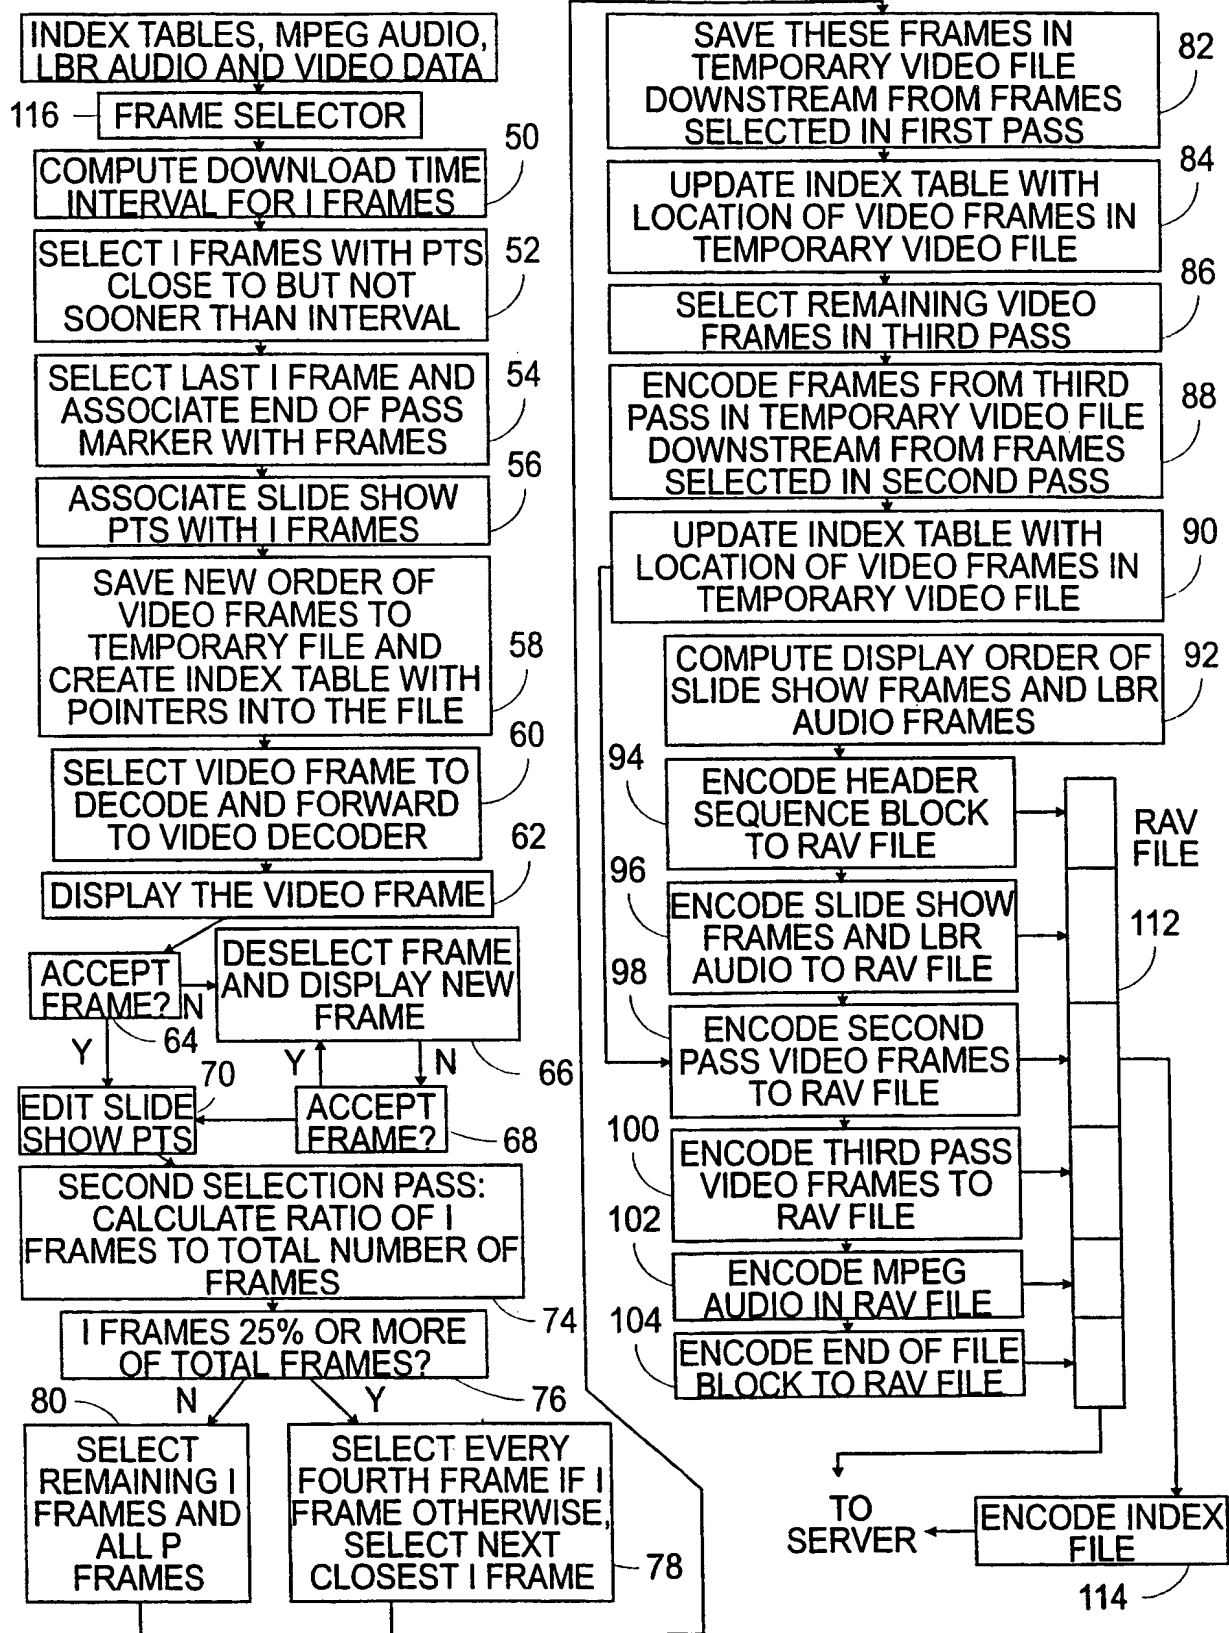 INDEX TABLES, MPEG AUDIO,
LBR AUDIO AND VIDEO DATA
116
FRAME SELECTOR
50
COMPUTE DOWNLOAD TIME
INTERVAL FOR I FRAMES
52
SELECT I FRAMES WITH PTS
CLOSE TO BUT NOT
SOONER THAN INTERVAL
54
SELECT LAST I FRAME AND
ASSOCIATE END OF PASS
MARKER WITH FRAMES
56
ASSOCIATE SLIDE SHOW
PTS WITH I FRAMES
SAVE NEW ORDER OF
VIDEO FRAMES TO
TEMPORARY FILE AND
CREATE INDEX TABLE WITH
POINTERS INTO THE FILE
58
60
SELECT VIDEO FRAME TO
DECODE AND FORWARD
TO VIDEO DECODER
62
DISPLAY THE VIDEO FRAME
ACCEPT
FRAME?
N
64
Y
DESELECT FRAME
AND DISPLAY NEW
FRAME
66
Y
N
70
EDIT SLIDE
SHOW PTS
ACCEPT
FRAME?
68
SECOND SELECTION PASS:
CALCULATE RATIO OF I
FRAMES TO TOTAL NUMBER OF
FRAMES
74
I FRAMES 25% OR MORE
OF TOTAL FRAMES?
76
N
Y
80
SELECT
REMAINING I
FRAMES AND
ALL P
FRAMES
SELECT EVERY
FOURTH FRAME IF I
FRAME OTHERWISE,
SELECT NEXT
CLOSEST I FRAME
78
SAVE THESE FRAMES IN
TEMPORARY VIDEO FILE
DOWNSTREAM FROM FRAMES
SELECTED IN FIRST PASS
82
UPDATE INDEX TABLE WITH
LOCATION OF VIDEO FRAMES IN
TEMPORARY VIDEO FILE
84
SELECT REMAINING VIDEO
FRAMES IN THIRD PASS
86
ENCODE FRAMES FROM THIRD
PASS IN TEMPORARY VIDEO FILE
DOWNSTREAM FROM FRAMES
SELECTED IN SECOND PASS
88
UPDATE INDEX TABLE WITH
LOCATION OF VIDEO FRAMES IN
TEMPORARY VIDEO FILE
90
COMPUTE DISPLAY ORDER OF
SLIDE SHOW FRAMES AND LBR
AUDIO FRAMES
92
94
ENCODE HEADER
SEQUENCE BLOCK
TO RAV FILE
RAV
FILE
96
ENCODE SLIDE SHOW
FRAMES AND LBR
AUDIO TO RAV FILE
112
98
ENCODE SECOND
PASS VIDEO FRAMES
TO RAV FILE
100
ENCODE THIRD PASS
VIDEO FRAMES TO
RAV FILE
102
ENCODE MPEG
AUDIO IN RAV FILE
104
ENCODE END OF FILE
BLOCK TO RAV FILE
TO
SERVER
ENCODE INDEX
FILE
114